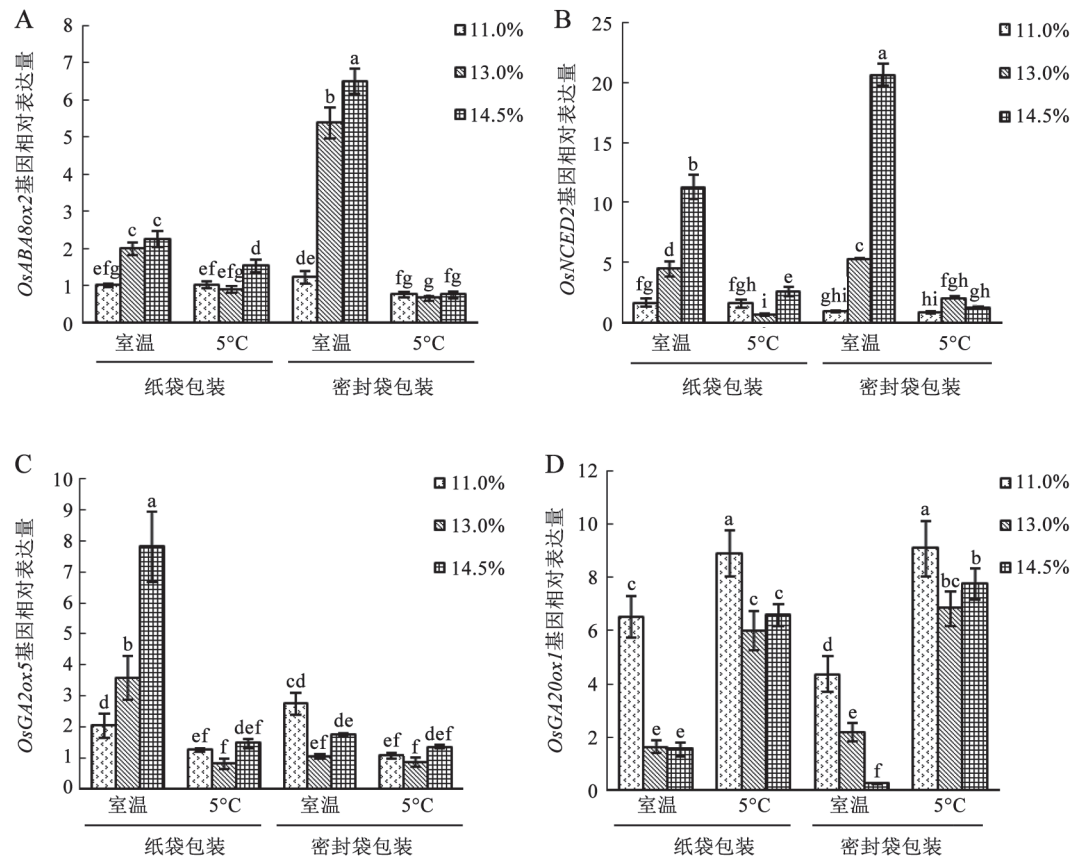 A
OsABA8ox2基因相对表达量
8
7
6
5
4
3
2
1
0
11.0%
13.0%
14.5%
efg c c
ef efg d
de b a
fg g fg
室温 5°C 室温 5°C
纸袋包装 密封袋包装
B
OsNCED2基因相对表达量
25
20
15
10
5
0
11.0%
13.0%
14.5%
fg d b
fgh i e
ghi c a
hi fgh gh
室温 5°C 室温 5°C
纸袋包装 密封袋包装
C
OsGA2ox5基因相对表达量
10
9
8
7
6
5
4
3
2
1
0
11.0%
13.0%
14.5%
d b a
ef f def
cd ef de
ef f def
室温 5°C 室温 5°C
纸袋包装 密封袋包装
D
OsGA20ox1基因相对表达量
12
10
8
6
4
2
0
11.0%
13.0%
14.5%
c e e
a c c
d e f
a bc b
室温 5°C 室温 5°C
纸袋包装 密封袋包装